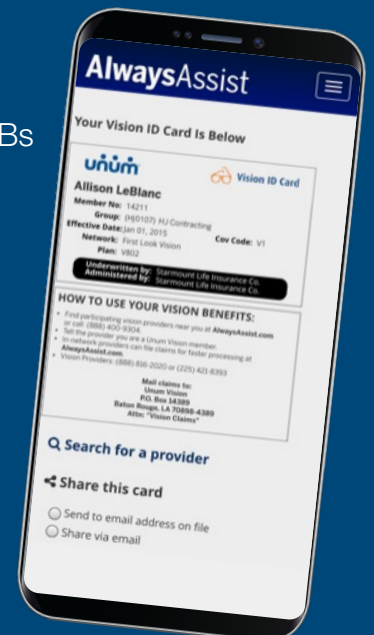 Bs
AlwaysAssist
Your Vision ID Card Is Below
unum
Vision ID Card
Allison LeBlanc
Member No: 14211
Group: (HJ0107) HJ Contracting
Effective Date: Jan 01, 2015
Cov Code: V1
Network: First Look Vision
Plan: V802
Underwritten by: Starmount Life Insurance Co.
Administered by: Starmount Life Insurance Co.
HOW TO USE YOUR VISION BENEFITS:
• Find participating vision providers near you at AlwaysAssist.com
or call: (888) 400-9304.
• Tell the provider you are a Unum Vision member.
• In network providers can file claims for faster processing at
AlwaysAssist.com.
• Vision Providers: (888) 816-2020 or (225) 421-8393
Mail claims to:
Unum Vision
P.O. Box 14389
Baton Rouge, LA 70898-4389
Attn: "Vision Claims"
Search for a provider
Share this card
Send to email address on file
Share via email